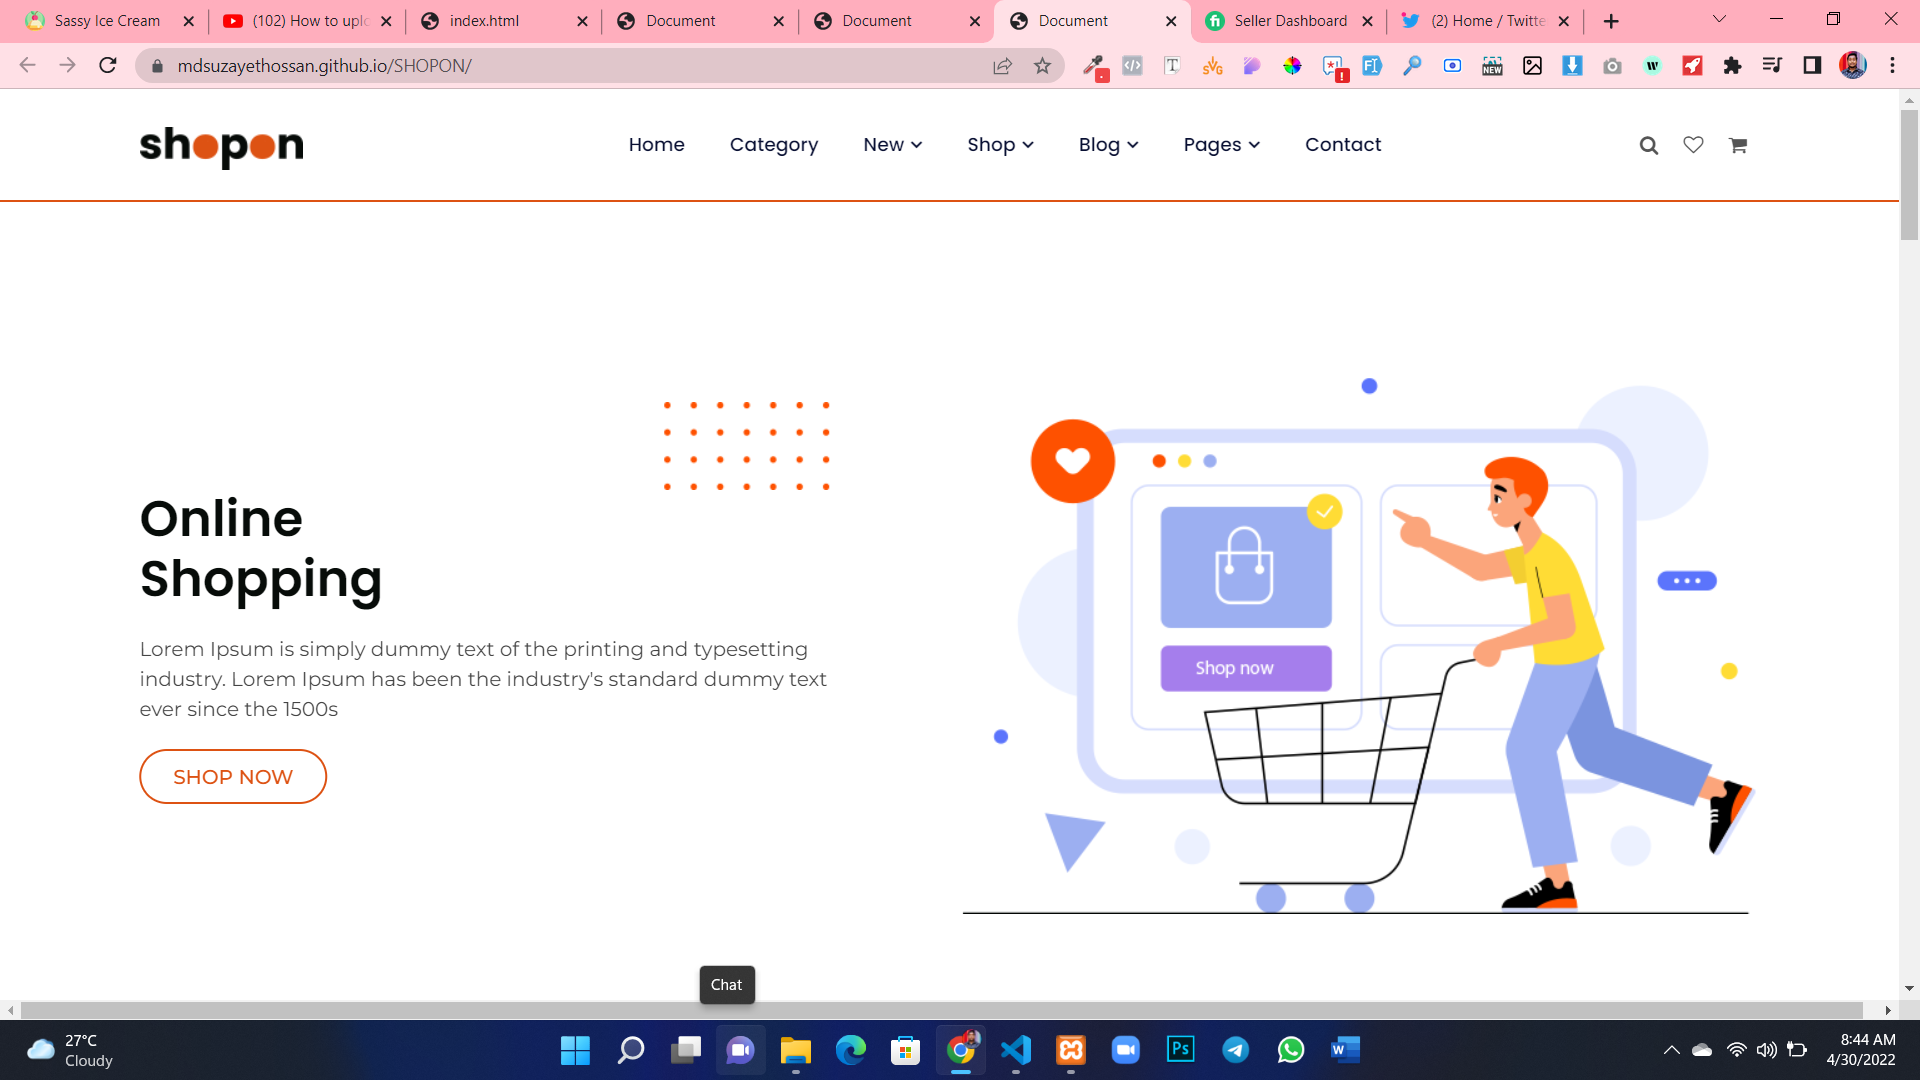 Sassy Ice Cream
(102) How to uplo
index.html
Document
Document
Document
Seller Dashboard
(2) Home / Twitte
mdsuzayethossan.github.io/SHOPON/
shopon
Home
Category
New
Shop
Blog
Pages
Contact
Online
Shopping
Lorem Ipsum is simply dummy text of the printing and typesetting
industry. Lorem Ipsum has been the industry's standard dummy text
ever since the 1500s
SHOP NOW
Shop now
Chat
27°C
Cloudy
8:44 AM
4/30/2022